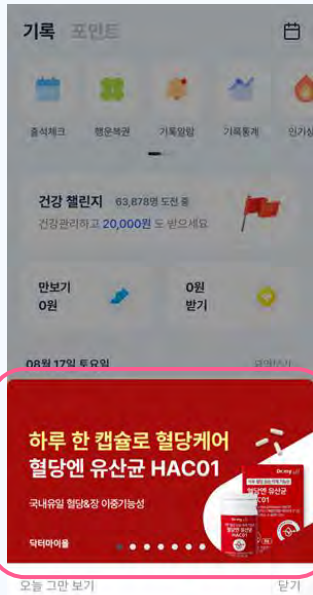 기록 포인트
출석체크 행운복권 기록알람 기록통계 인기상
건강 챌린지 63,878명 도전 중
건강관리하고 20,000원 도 받으세요
만보기
0원
0원
받기
08월 17일 토요일
하루 한 캡슐로 혈당케어
혈당엔 유산균 HAC01
국내유일 혈당&장 이중기능성
닥터아이올
오늘 그만 보기 닫기